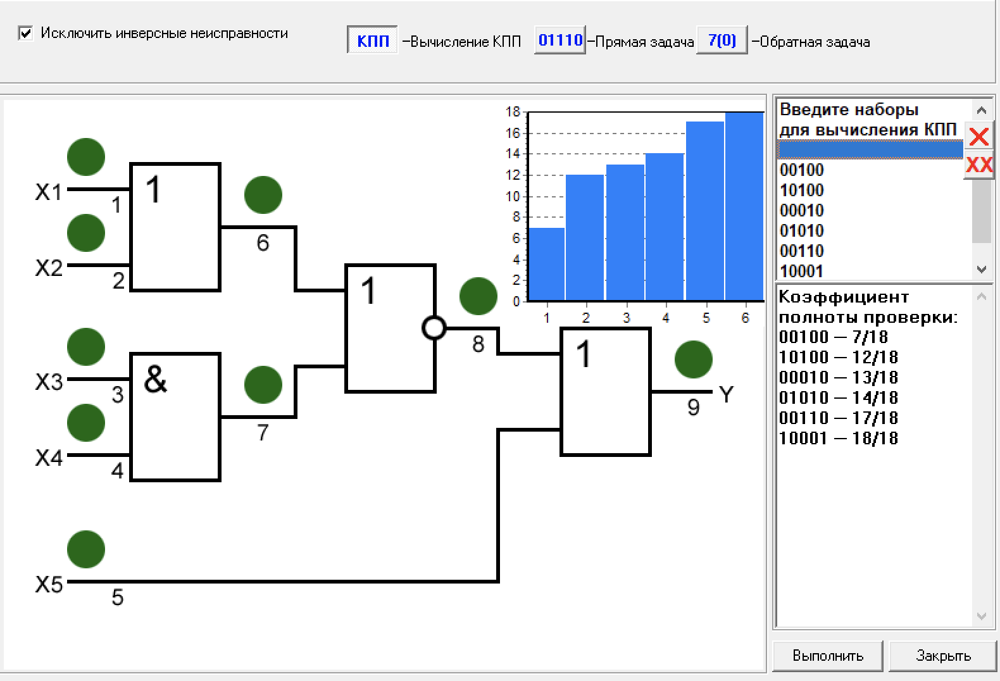 Исключить инверсные неисправности
КПП –Вычисление КПП 01110 –Прямая задача 7(0) –Обратная задача
X1
1
1
X2
2
6
X3
3
&
X4
4
7
1
8
X5
5
1
9
Y
18
16
14
12
10
8
6
4
2
0
1 2 3 4 5 6
Введите наборы
для вычисления КПП
X
XX
00100
10100
00010
01010
00110
10001
Коэффициент
полноты проверки:
00100 – 7/18
10100 – 12/18
00010 – 13/18
01010 – 14/18
00110 – 17/18
10001 – 18/18
Выполнить Закрыть